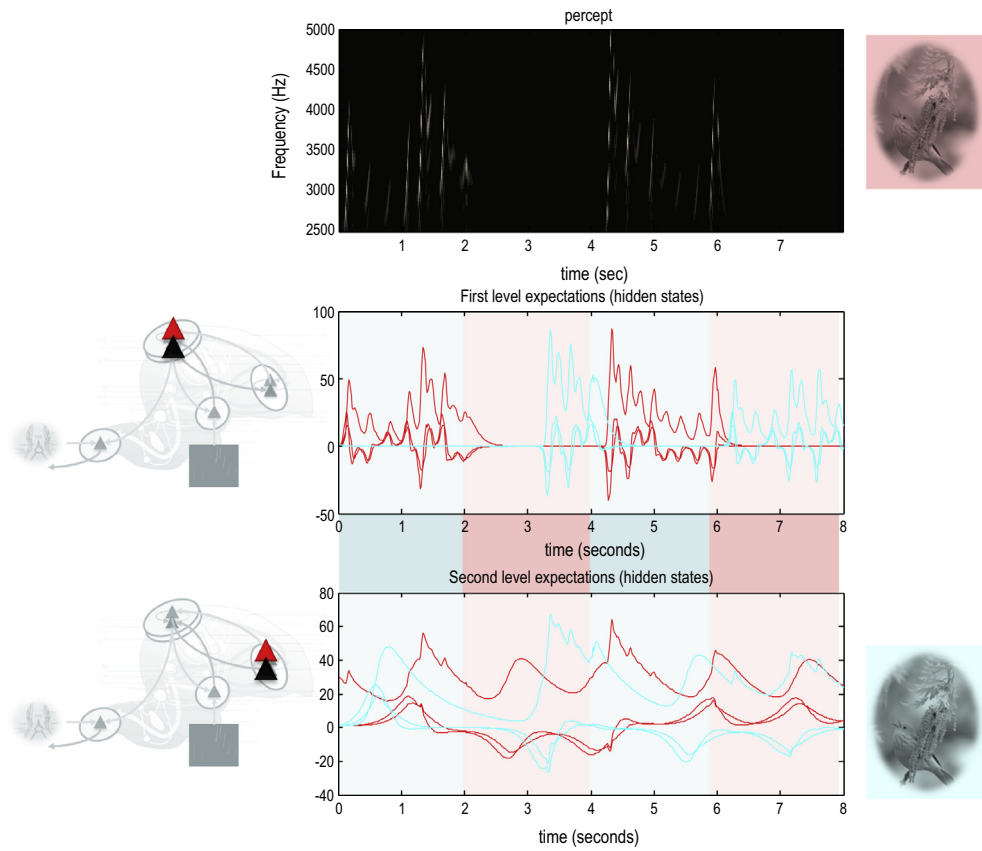 percept
5000
4500
4000
3500
3000
2500
Frequency (Hz)
1 2 3 4 5 6 7
time (sec)
First level expectations (hidden states)
100
50
0
-50
0 1 2 3 4 5 6 7 8
time (seconds)
Second level expectations (hidden states)
80
60
40
20
0
-20
-40
0 1 2 3 4 5 6 7 8
time (seconds)